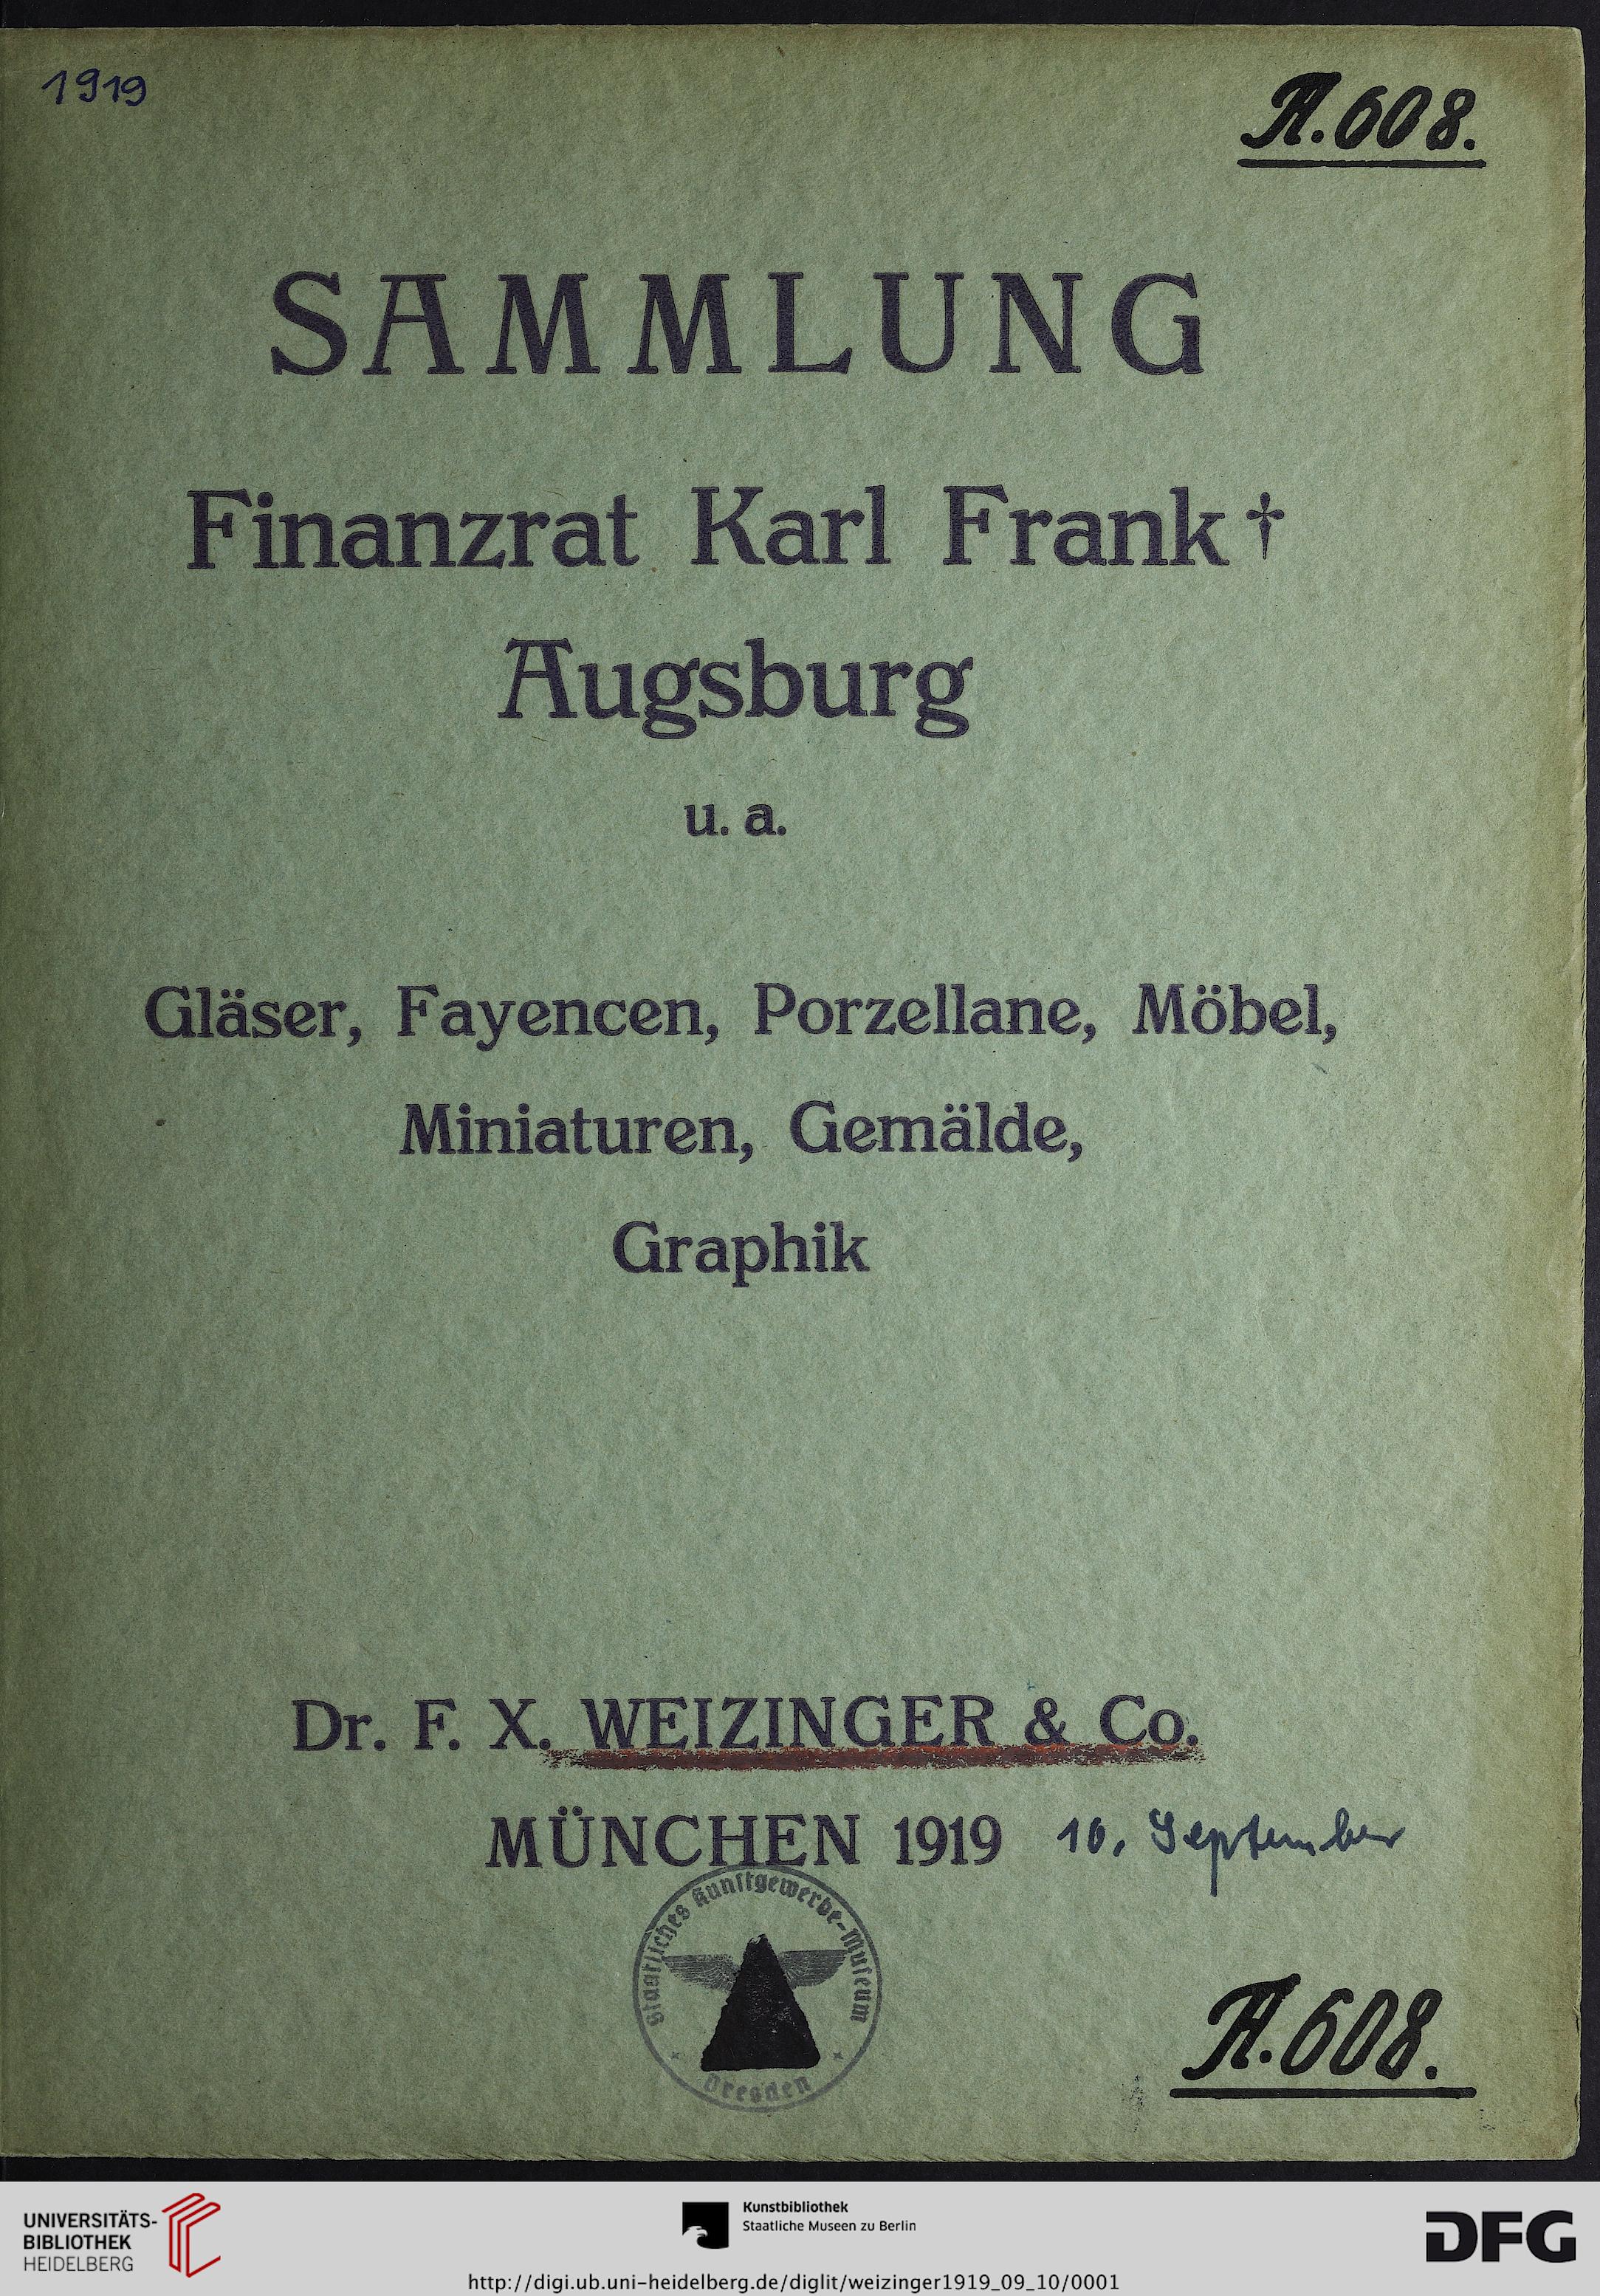 1919
A.608.
SAMMLUNG
Finanzrat Karl Frank †
Augsburg
u. a.
Gläser, Fayencen, Porzellane, Möbel,
Miniaturen, Gemälde,
Graphik
Dr. F. X. WEIZINGER & Co.
MÜNCHEN 1919 10. September
Staatliches Kunstgewerbe-Museum
Dresden
A.608.
UNIVERSITÄTS-
BIBLIOTHEK
HEIDELBERG
Kunstbibliothek
Staatliche Museen zu Berlin
DFG
http://digi.ub.uni-heidelberg.de/diglit/weizinger1919_09_10/0001